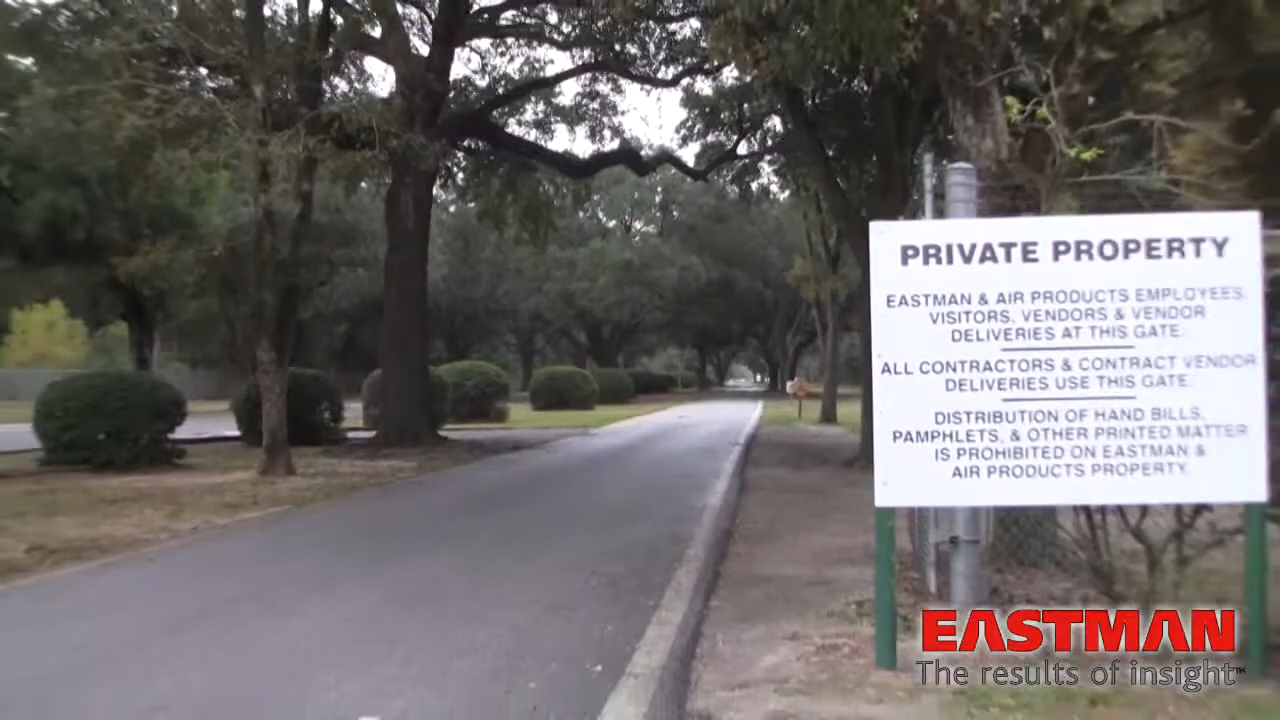 PRIVATE PROPERTY
EASTMAN & AIR PRODUCTS EMPLOYEES,
VISITORS, VENDORS & VENDOR
DELIVERIES AT THIS GATE.
ALL CONTRACTORS & CONTRACT VENDOR
DELIVERIES USE THIS GATE.
DISTRIBUTION OF HAND BILLS,
PAMPHLETS, & OTHER PRINTED MATTER
IS PROHIBITED ON EASTMAN &
AIR PRODUCTS PROPERTY.
EASTMAN
The results of insight™